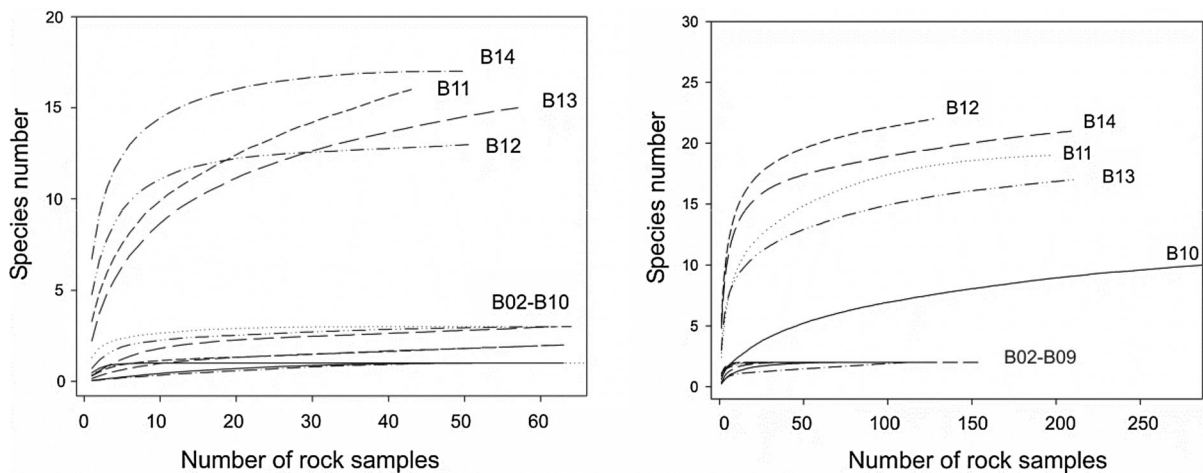 20
15
10
5
0
Species number
B14
B11
B13
B12
B02-B10
0 10 20 30 40 50 60
Number of rock samples
30
25
20
15
10
5
0
Species number
B12
B14
B11
B13
B10
B02-B09
0 50 100 150 200 250
Number of rock samples